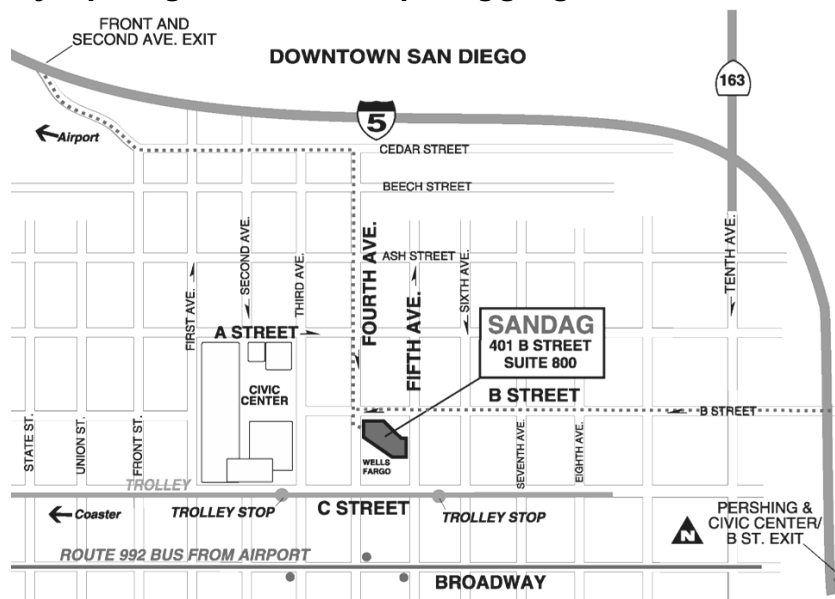 FRONT AND
SECOND AVE. EXIT
DOWNTOWN SAN DIEGO
163
5
Airport
CEDAR STREET
BEECH STREET
ASH STREET
FIRST AVE.
SECOND AVE.
THIRD AVE.
FOURTH AVE.
FIFTH AVE.
SIXTH AVE.
TENTH AVE.
A STREET
SANDAG
401 B STREET
SUITE 800
CIVIC
CENTER
B STREET
B STREET
STATE ST.
UNION ST.
FRONT ST.
SEVENTH AVE.
EIGHTH AVE.
WELLS
FARGO
TROLLEY
Coaster
TROLLEY STOP
C STREET
TROLLEY STOP
PERSHING &
CIVIC CENTER/
B ST. EXIT
N
ROUTE 992 BUS FROM AIRPORT
BROADWAY